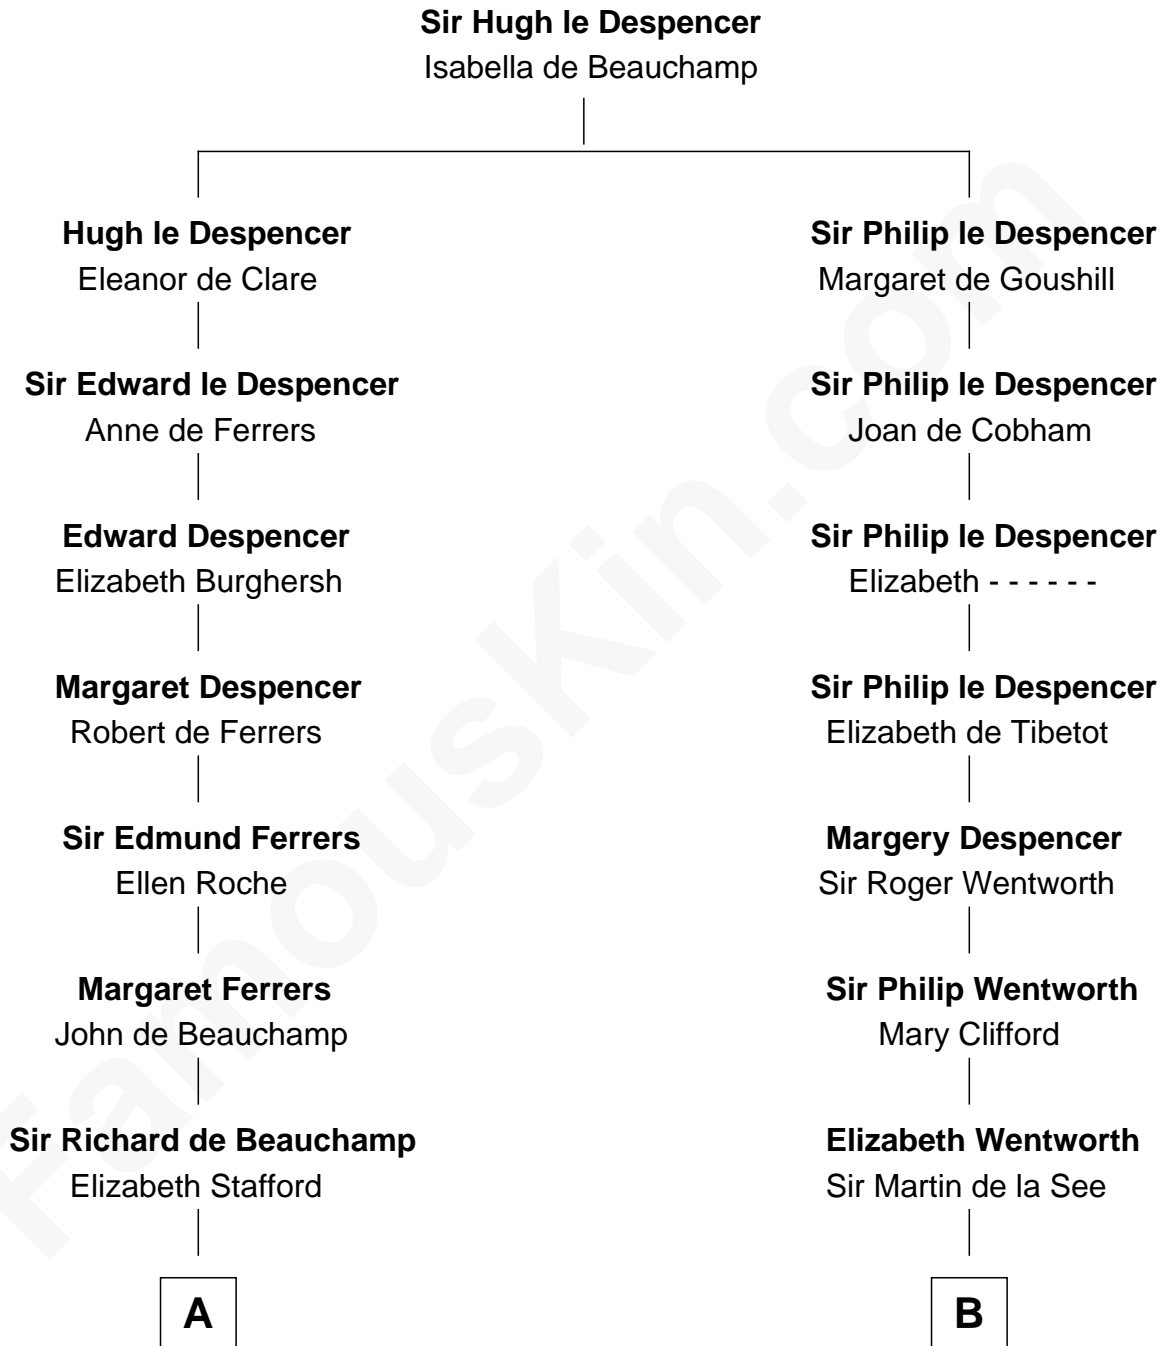 Sir Hugh le Despencer
Isabella de Beauchamp
Hugh le Despencer
Eleanor de Clare
Sir Philip le Despencer
Margaret de Goushill
Sir Edward le Despencer
Anne de Ferrers
Sir Philip le Despencer
Joan de Cobham
Edward Despencer
Elizabeth Burghersh
Sir Philip le Despencer
Elizabeth - - - - - -
Margaret Despencer
Robert de Ferrers
Sir Philip le Despencer
Elizabeth de Tibetot
Sir Edmund Ferrers
Ellen Roche
Margery Despencer
Sir Roger Wentworth
Margaret Ferrers
John de Beauchamp
Sir Philip Wentworth
Mary Clifford
Sir Richard de Beauchamp
Elizabeth Stafford
Elizabeth Wentworth
Sir Martin de la See
A
B
FamousKin.com